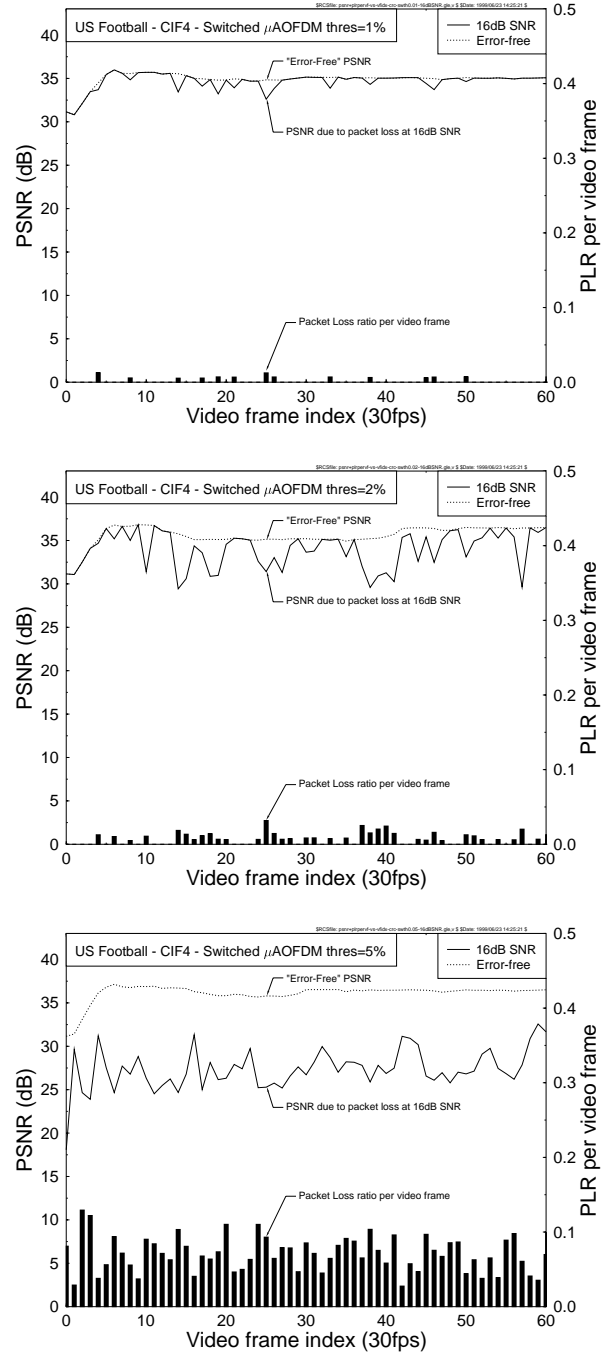 $RCSfile: psnr+plrpervf-vs-vfidx-crc-swth0.01-16dBSNR.gle,v $ $Date: 1999/06/23 14:25:21 $
US Football - CIF4 - Switched μAOFDM thres=1%
16dB SNR
Error-free
"Error-Free" PSNR
PSNR due to packet loss at 16dB SNR
Packet Loss ratio per video frame
PSNR (dB)
0
5
10
15
20
25
30
35
40
PLR per video frame
0.0
0.1
0.2
0.3
0.4
0.5
0 10 20 30 40 50 60
Video frame index (30fps)
$RCSfile: psnr+plrpervf-vs-vfidx-crc-swth0.02-16dBSNR.gle,v $ $Date: 1999/06/23 14:25:21 $
US Football - CIF4 - Switched μAOFDM thres=2%
16dB SNR
Error-free
"Error-Free" PSNR
PSNR due to packet loss at 16dB SNR
Packet Loss ratio per video frame
PSNR (dB)
0
5
10
15
20
25
30
35
40
PLR per video frame
0.0
0.1
0.2
0.3
0.4
0.5
0 10 20 30 40 50 60
Video frame index (30fps)
$RCSfile: psnr+plrpervf-vs-vfidx-crc-swth0.05-16dBSNR.gle,v $ $Date: 1999/06/23 14:25:21 $
US Football - CIF4 - Switched μAOFDM thres=5%
16dB SNR
Error-free
"Error-Free" PSNR
PSNR due to packet loss at 16dB SNR
Packet Loss ratio per video frame
PSNR (dB)
0
5
10
15
20
25
30
35
40
PLR per video frame
0.0
0.1
0.2
0.3
0.4
0.5
0 10 20 30 40 50 60
Video frame index (30fps)